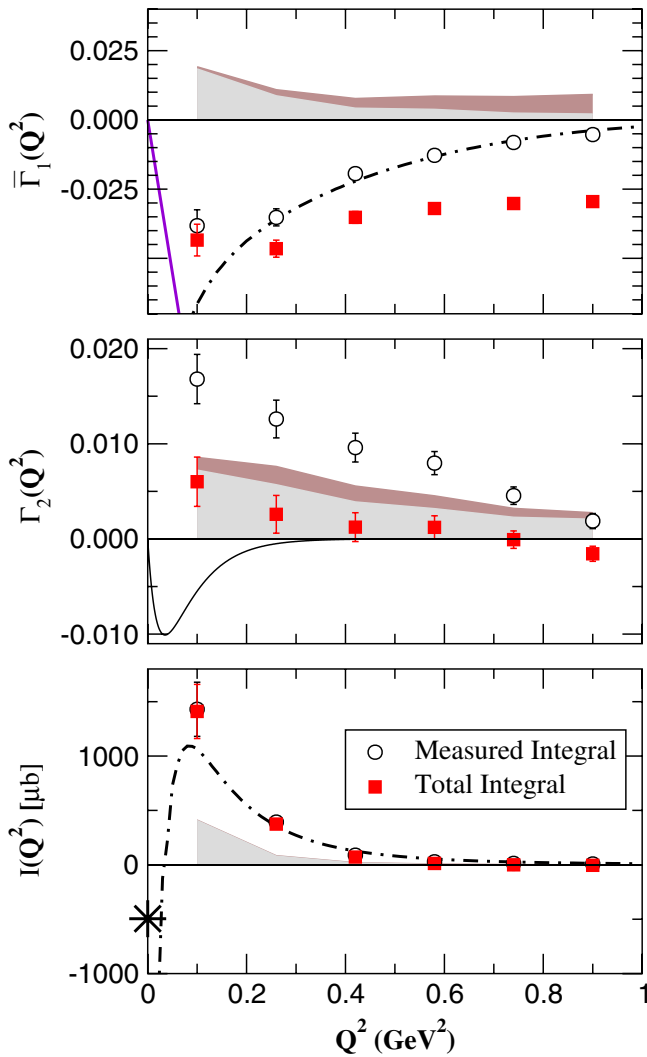 0.025
0.000
-0.025
Γ̅₁(Q²)
0.020
0.010
0.000
-0.010
Γ₂(Q²)
Measured Integral
Total Integral
1000
0
-1000
I(Q²) [μb]
0 0.2 0.4 0.6 0.8 1
Q² (GeV²)